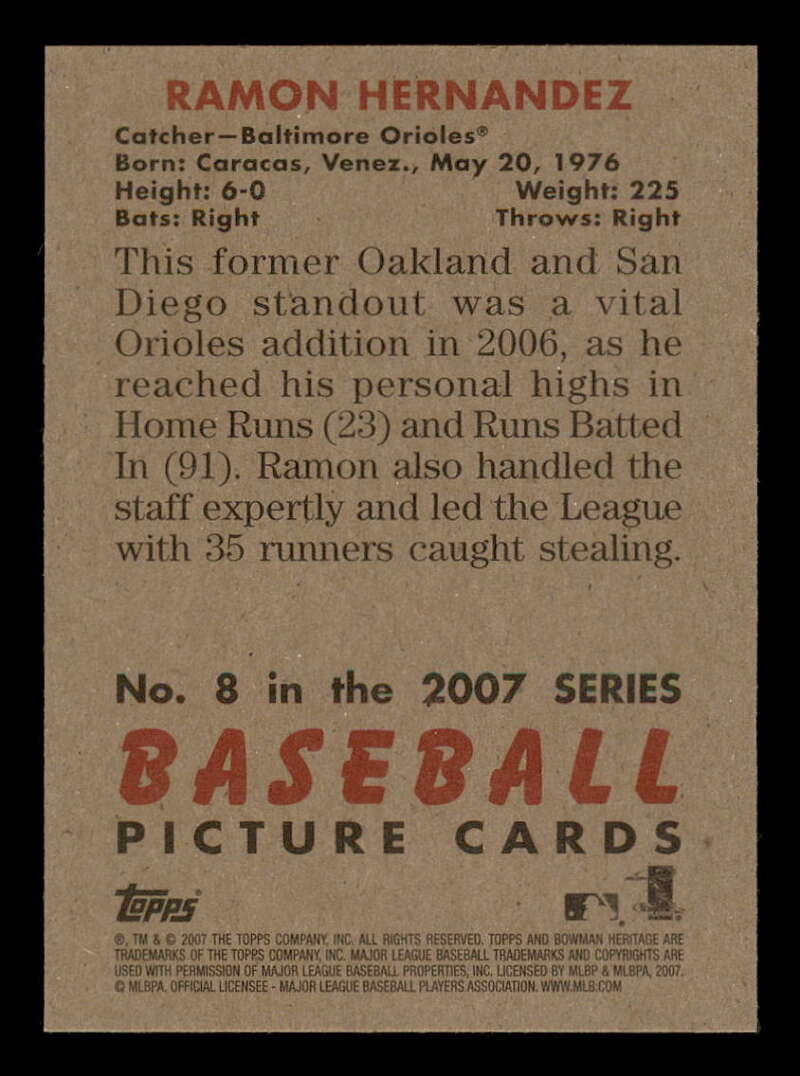 RAMON HERNANDEZ
Catcher—Baltimore Orioles®
Born: Caracas, Venez., May 20, 1976
Height: 6-0 Weight: 225
Bats: Right Throws: Right
This former Oakland and San
Diego standout was a vital
Orioles addition in 2006, as he
reached his personal highs in
Home Runs (23) and Runs Batted
In (91). Ramon also handled the
staff expertly and led the League
with 35 runners caught stealing.
No. 8 in the 2007 SERIES
BASEBALL
PICTURE CARDS
Topps
®, TM & © 2007 THE TOPPS COMPANY, INC. ALL RIGHTS RESERVED. TOPPS AND BOWMAN HERITAGE ARE
TRADEMARKS OF THE TOPPS COMPANY, INC. MAJOR LEAGUE BASEBALL TRADEMARKS AND COPYRIGHTS ARE
USED WITH PERMISSION OF MAJOR LEAGUE BASEBALL PROPERTIES, INC. LICENSED BY MLBP & MLBPA, 2007.
© MLBPA. OFFICIAL LICENSEE - MAJOR LEAGUE BASEBALL PLAYERS ASSOCIATION. WWW.MLB.COM